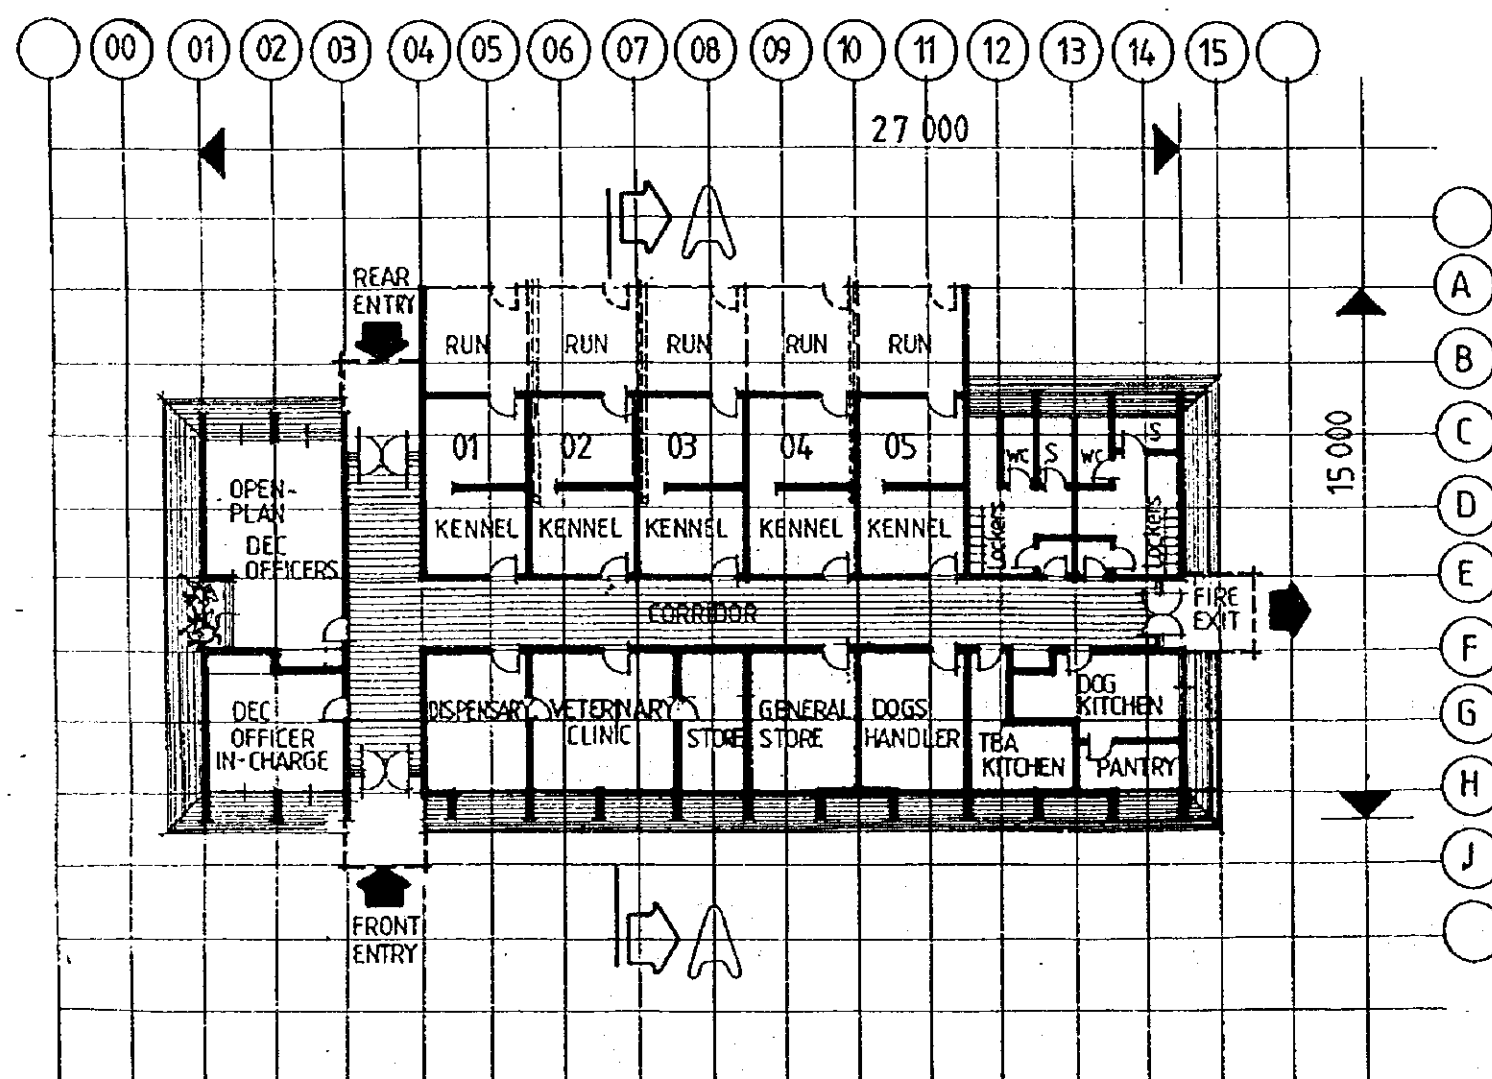 00 01 02 03 04 05 06 07 08 09 10 11 12 13 14 15
27 000
A A
REAR
ENTRY
A
RUN RUN RUN RUN RUN
B
01 02 03 04 05
WC S WC S
C
15 000
OPEN-
PLAN
DEC
OFFICERS
KENNEL KENNEL KENNEL KENNEL KENNEL
Lockers Lockers
D
E
CORRIDOR
FIRE
EXIT
F
DEC
OFFICER
IN-CHARGE
DISPENSARY
VETERINARY
CLINIC
STORE
GENERAL
STORE
DOGS
HANDLER
TBA
KITCHEN
DOG
KITCHEN
PANTRY
G
H
J
FRONT
ENTRY